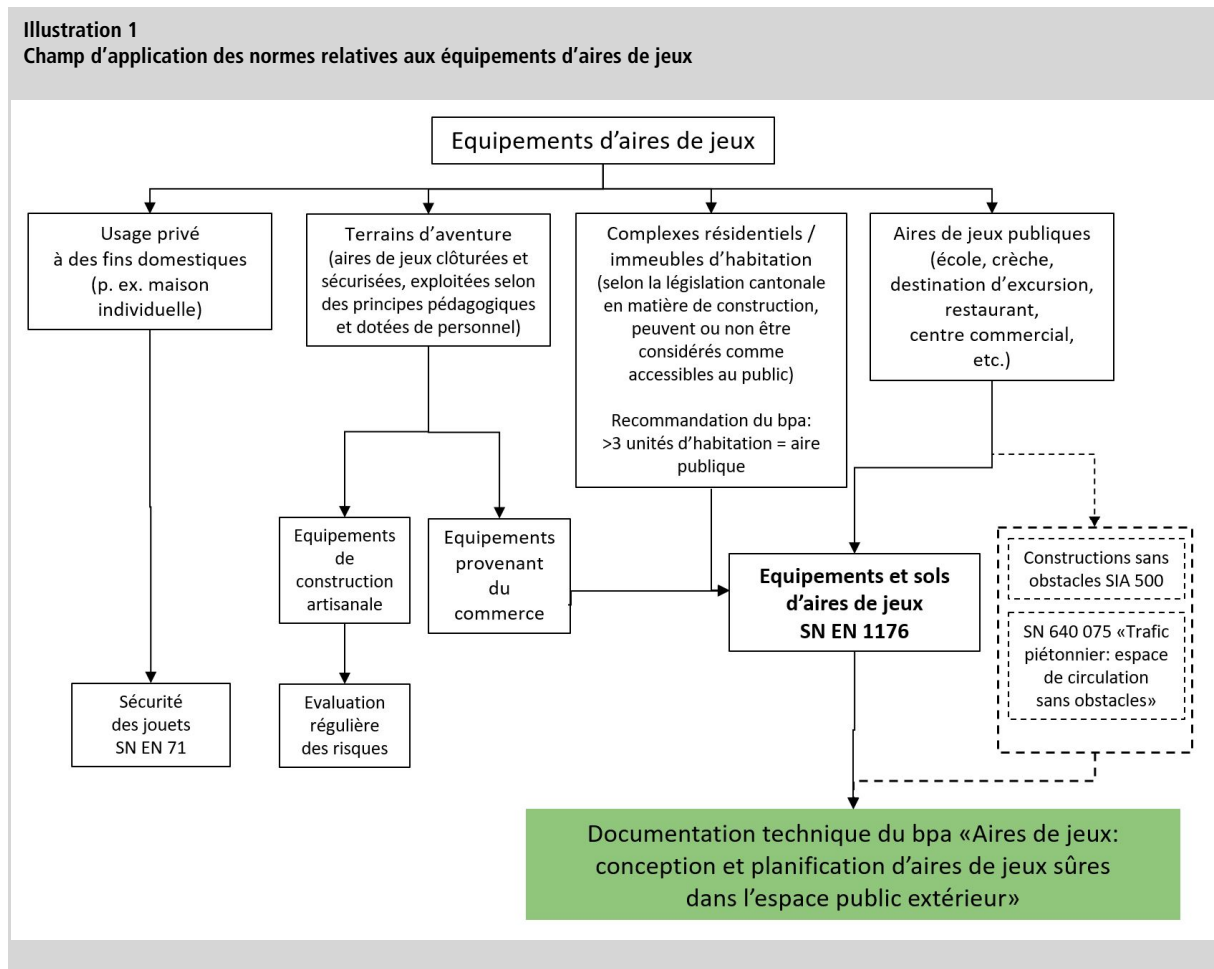 Illustration 1
Champ d’application des normes relatives aux équipements d’aires de jeux
Equipements d’aires de jeux
Usage privé
à des fins domestiques
(p. ex. maison
individuelle)
Terrains d’aventure
(aires de jeux clôturées et
sécurisées, exploitées selon
des principes pédagogiques
et dotées de personnel)
Complexes résidentiels /
immeubles d’habitation
(selon la législation cantonale
en matière de construction,
peuvent ou non être
considérés comme
accessibles au public)
Recommandation du bpa:
>3 unités d’habitation = aire
publique
Aires de jeux publiques
(école, crèche,
destination d’excursion,
restaurant,
centre commercial,
etc.)
Equipements
de
construction
artisanale
Equipements
provenant
du
commerce
Equipements et sols
d’aires de jeux
SN EN 1176
Constructions sans
obstacles SIA 500
SN 640 075 «Trafic
piétonnier: espace
de circulation
sans obstacles»
Sécurité
des jouets
SN EN 71
Evaluation
régulière
des risques
Documentation technique du bpa «Aires de jeux:
conception et planification d’aires de jeux sûres
dans l’espace public extérieur»